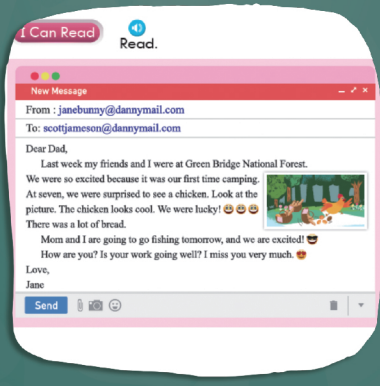 I Can Read
Read.
New Message
From : janebunny@dannymail.com
To: scottjameson@dannymail.com
Dear Dad,
Last week my friends and I were at Green Bridge National Forest.
We were so excited because it was our first time camping.
At seven, we were surprised to see a chicken. Look at the
picture. The chicken looks cool. We were lucky! 😃 😃 😃
There was a lot of bread.
Mom and I are going to go fishing tomorrow, and we are excited! 😎
How are you? Is your work going well? I miss you very much. 😍
Love,
Jane
Send